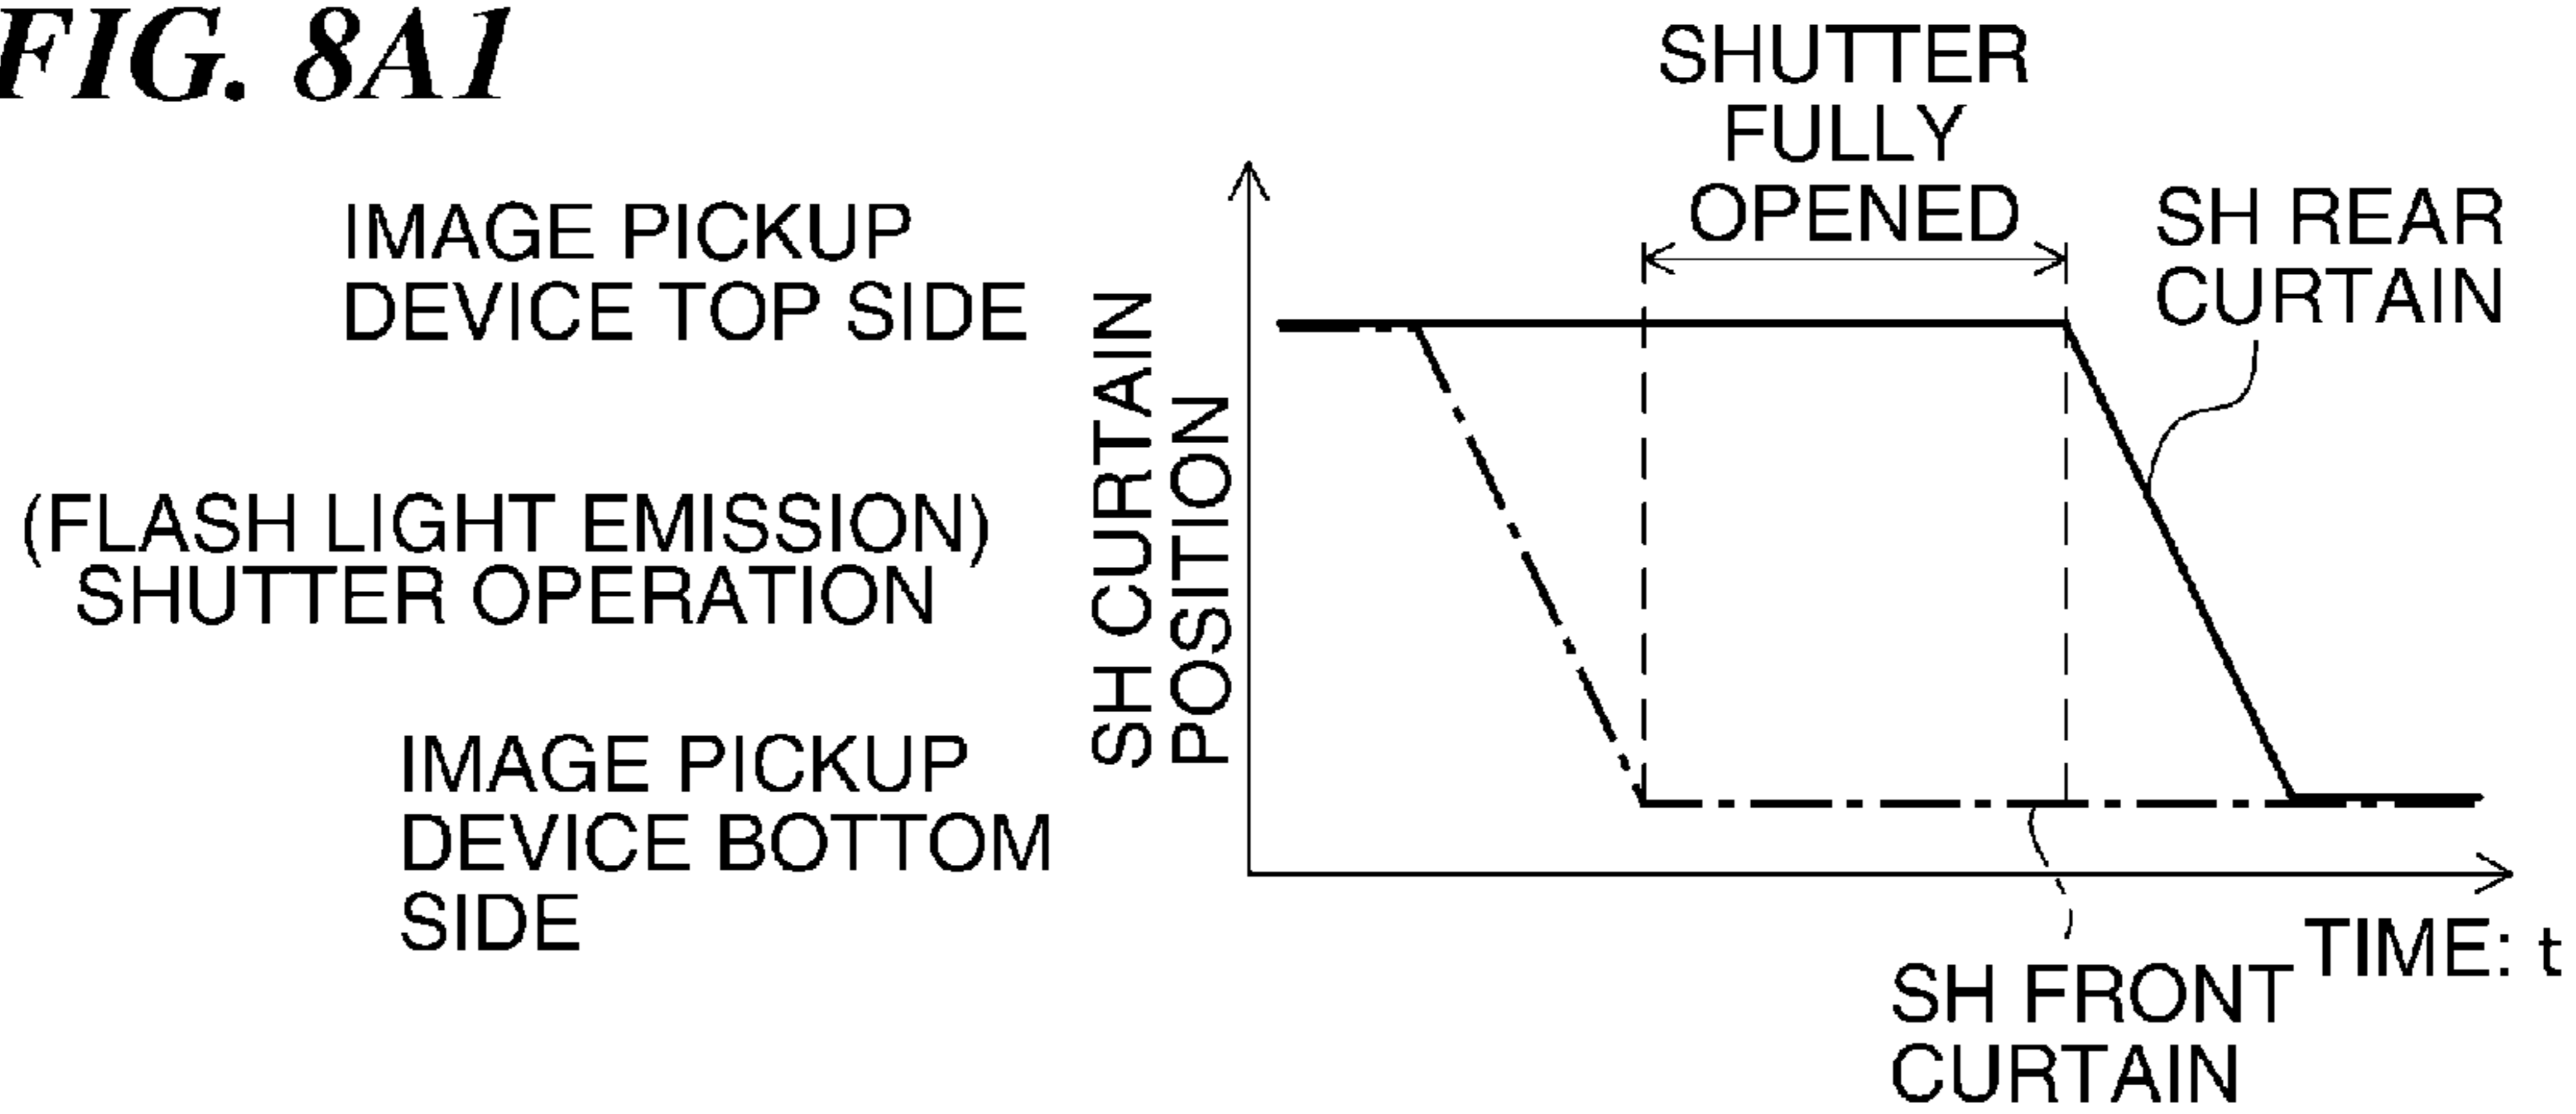 FIG. 8A1
SHUTTER
FULLY
OPENED
IMAGE PICKUP
DEVICE TOP SIDE
SH REAR
CURTAIN
(FLASH LIGHT EMISSION)
SHUTTER OPERATION
SH CURTAIN
POSITION
IMAGE PICKUP
DEVICE BOTTOM
SIDE
TIME: t
SH FRONT
CURTAIN